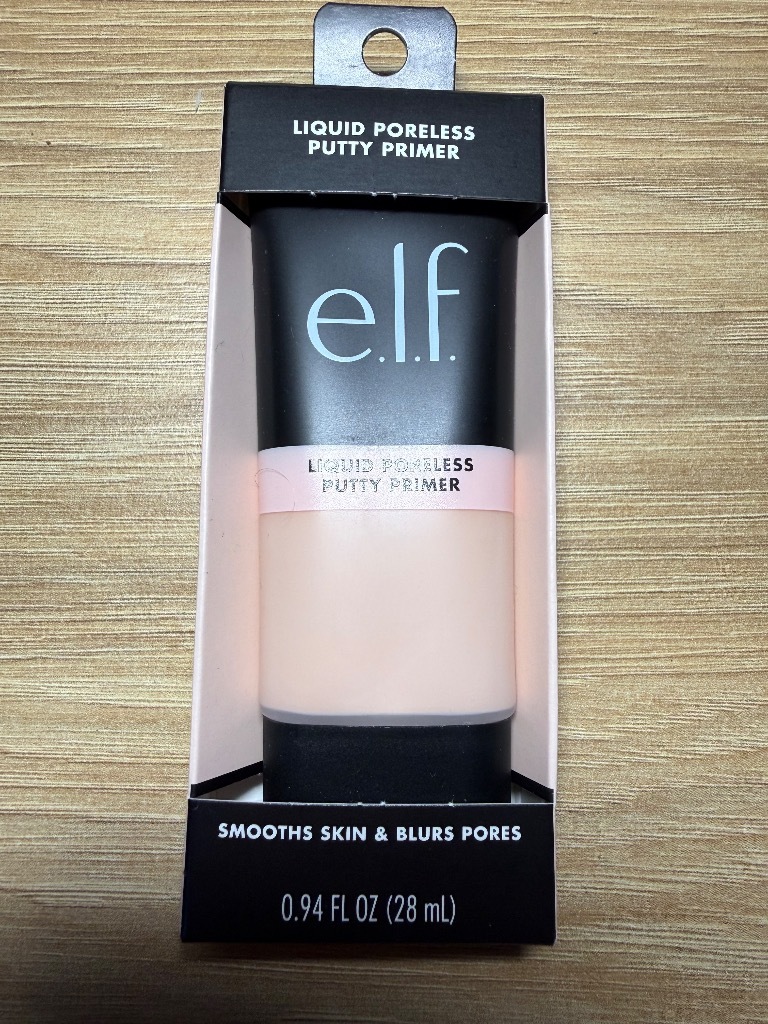 LIQUID PORELESS
PUTTY PRIMER
e.l.f.
LIQUID PORELESS
PUTTY PRIMER
SMOOTHS SKIN & BLURS PORES
0.94 FL OZ (28 mL)